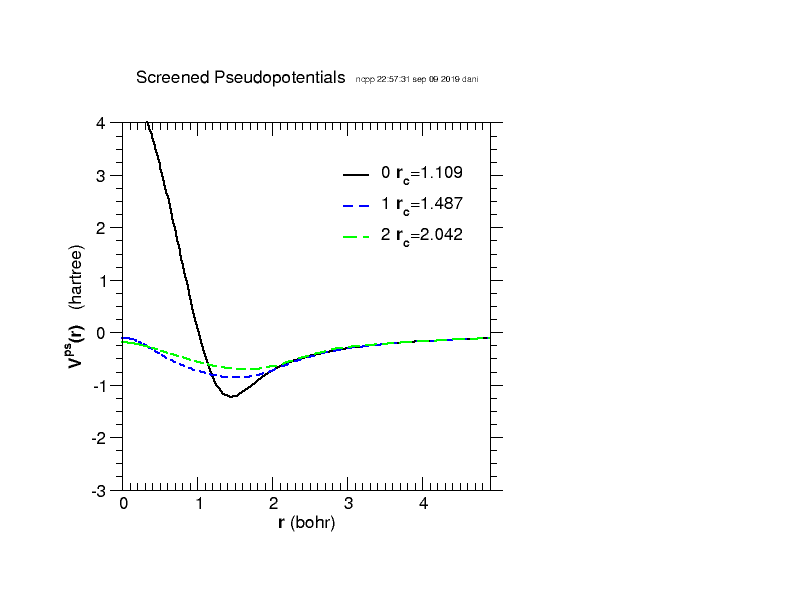 Screened Pseudopotentials ncpp 22:57:31 sep 09 2019 dani
4
3
2
1
0
-1
-2
-3
V^ps(r) (hartree)
0 r_c=1.109
1 r_c=1.487
2 r_c=2.042
0 1 2 3 4
r (bohr)